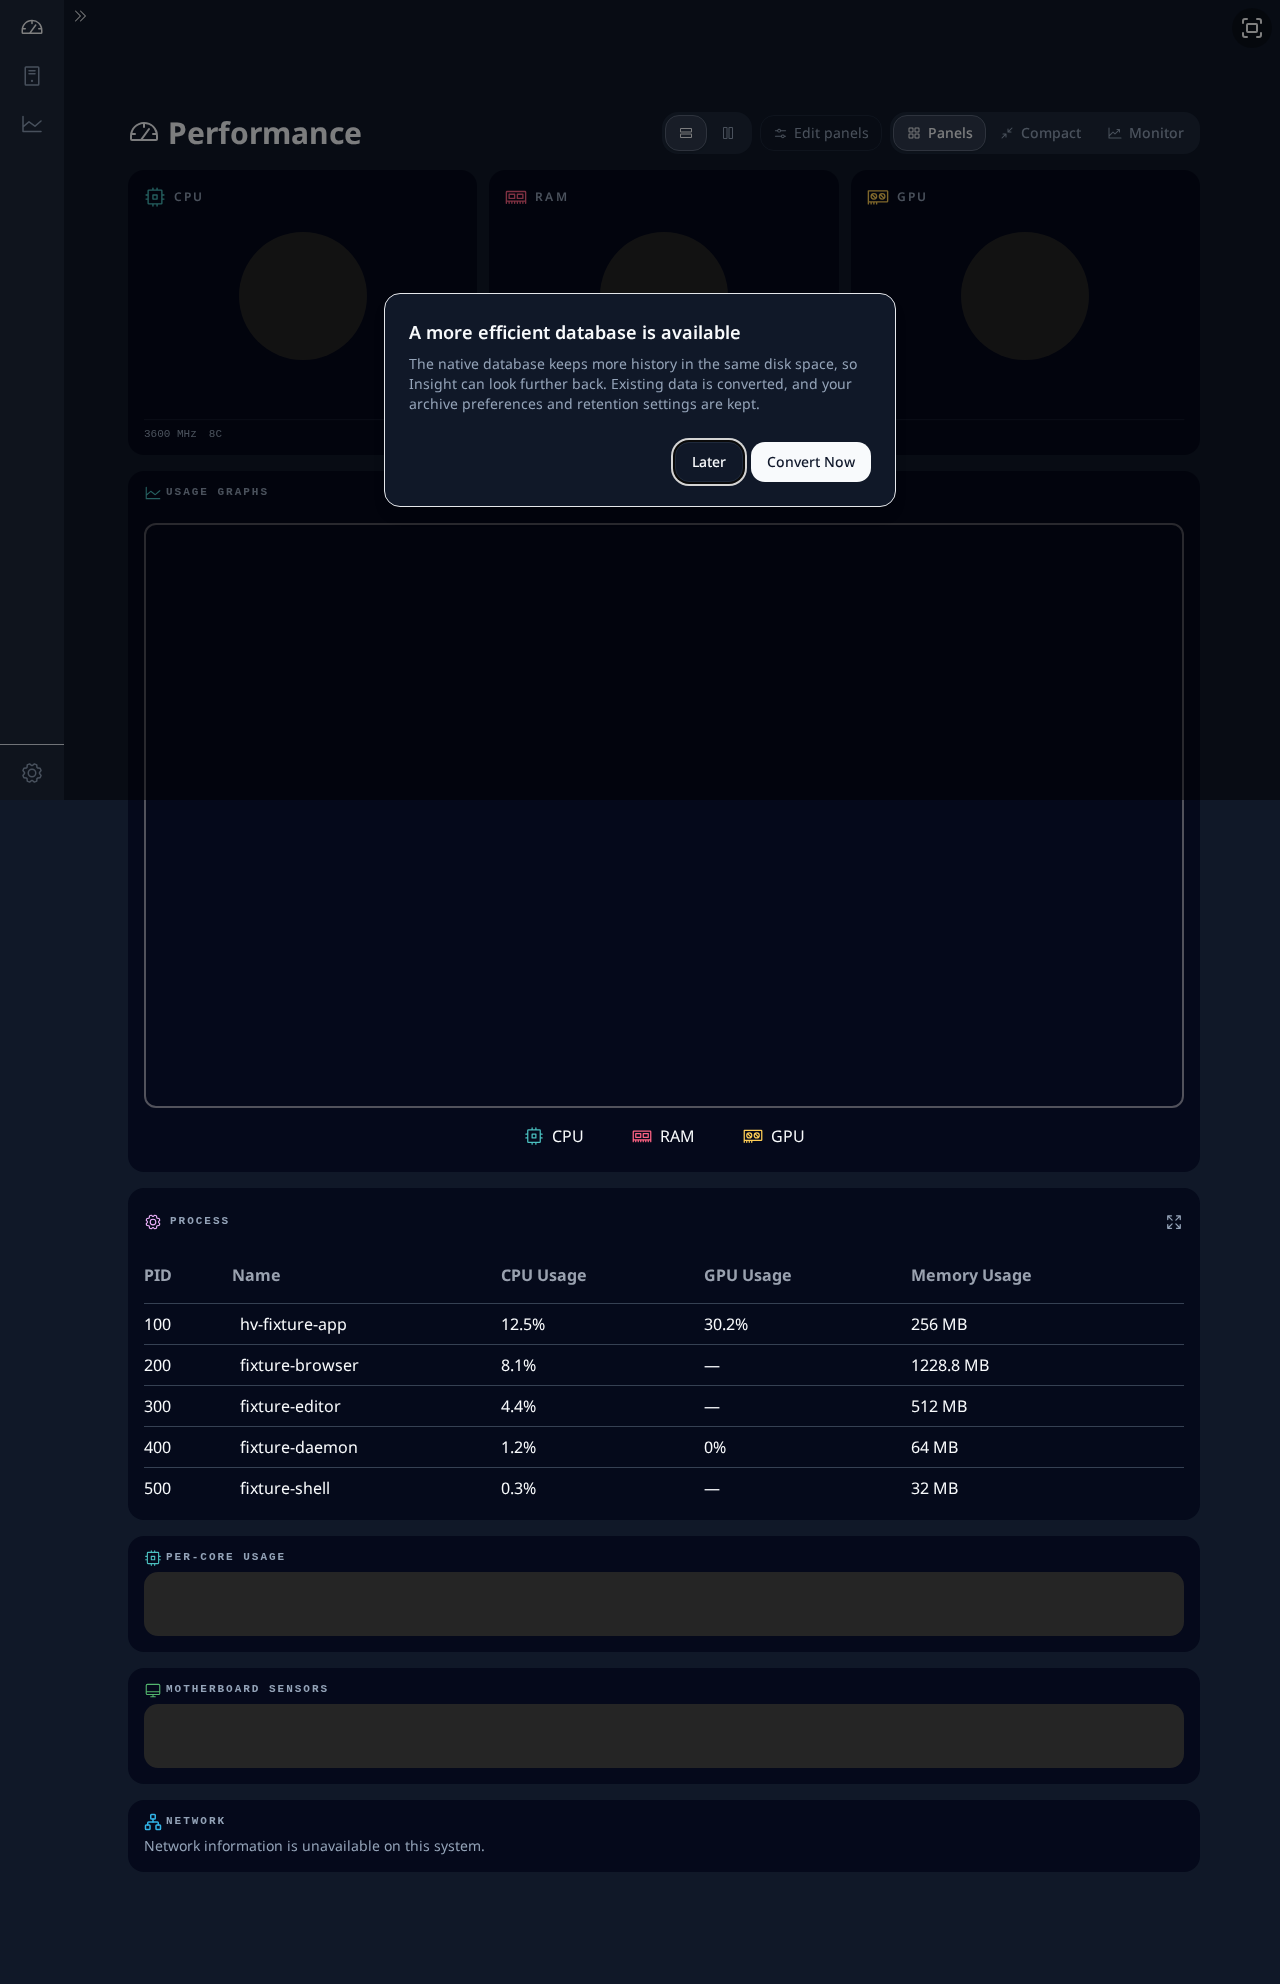 Performance
Edit panels
Panels
Compact
Monitor
CPU
RAM
GPU
3600 MHz 8C
A more efficient database is available
The native database keeps more history in the same disk space, so
Insight can look further back. Existing data is converted, and your
archive preferences and retention settings are kept.
Later
Convert Now
USAGE GRAPHS
CPU
RAM
GPU
PROCESS
PID Name CPU Usage GPU Usage Memory Usage
100 hv-fixture-app 12.5% 30.2% 256 MB
200 fixture-browser 8.1% — 1228.8 MB
300 fixture-editor 4.4% — 512 MB
400 fixture-daemon 1.2% 0% 64 MB
500 fixture-shell 0.3% — 32 MB
PER-CORE USAGE
MOTHERBOARD SENSORS
NETWORK
Network information is unavailable on this system.